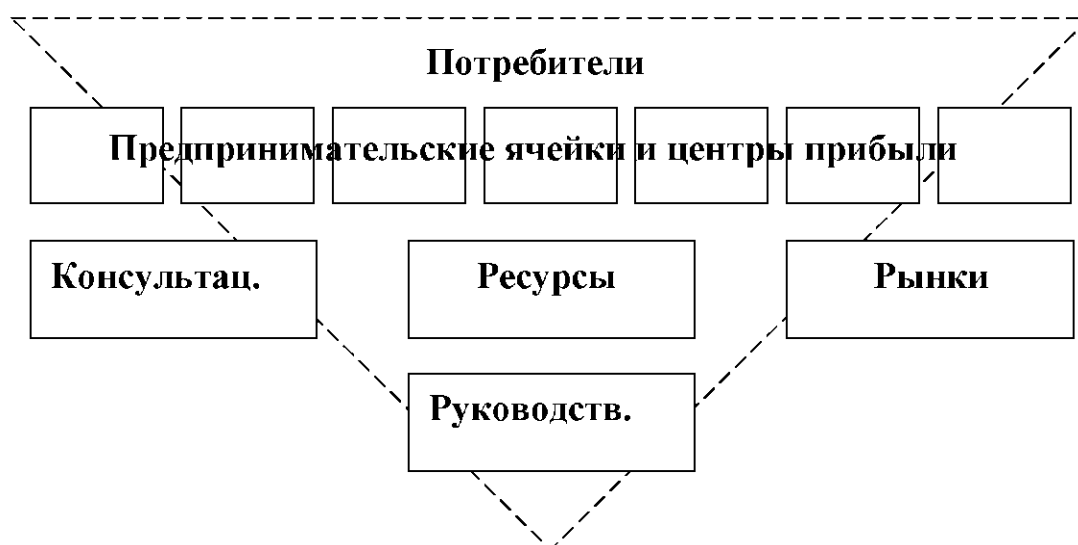 Потребители
Предпринимательские ячейки и центры прибыли
Консультац.
Ресурсы
Рынки
Руководств.